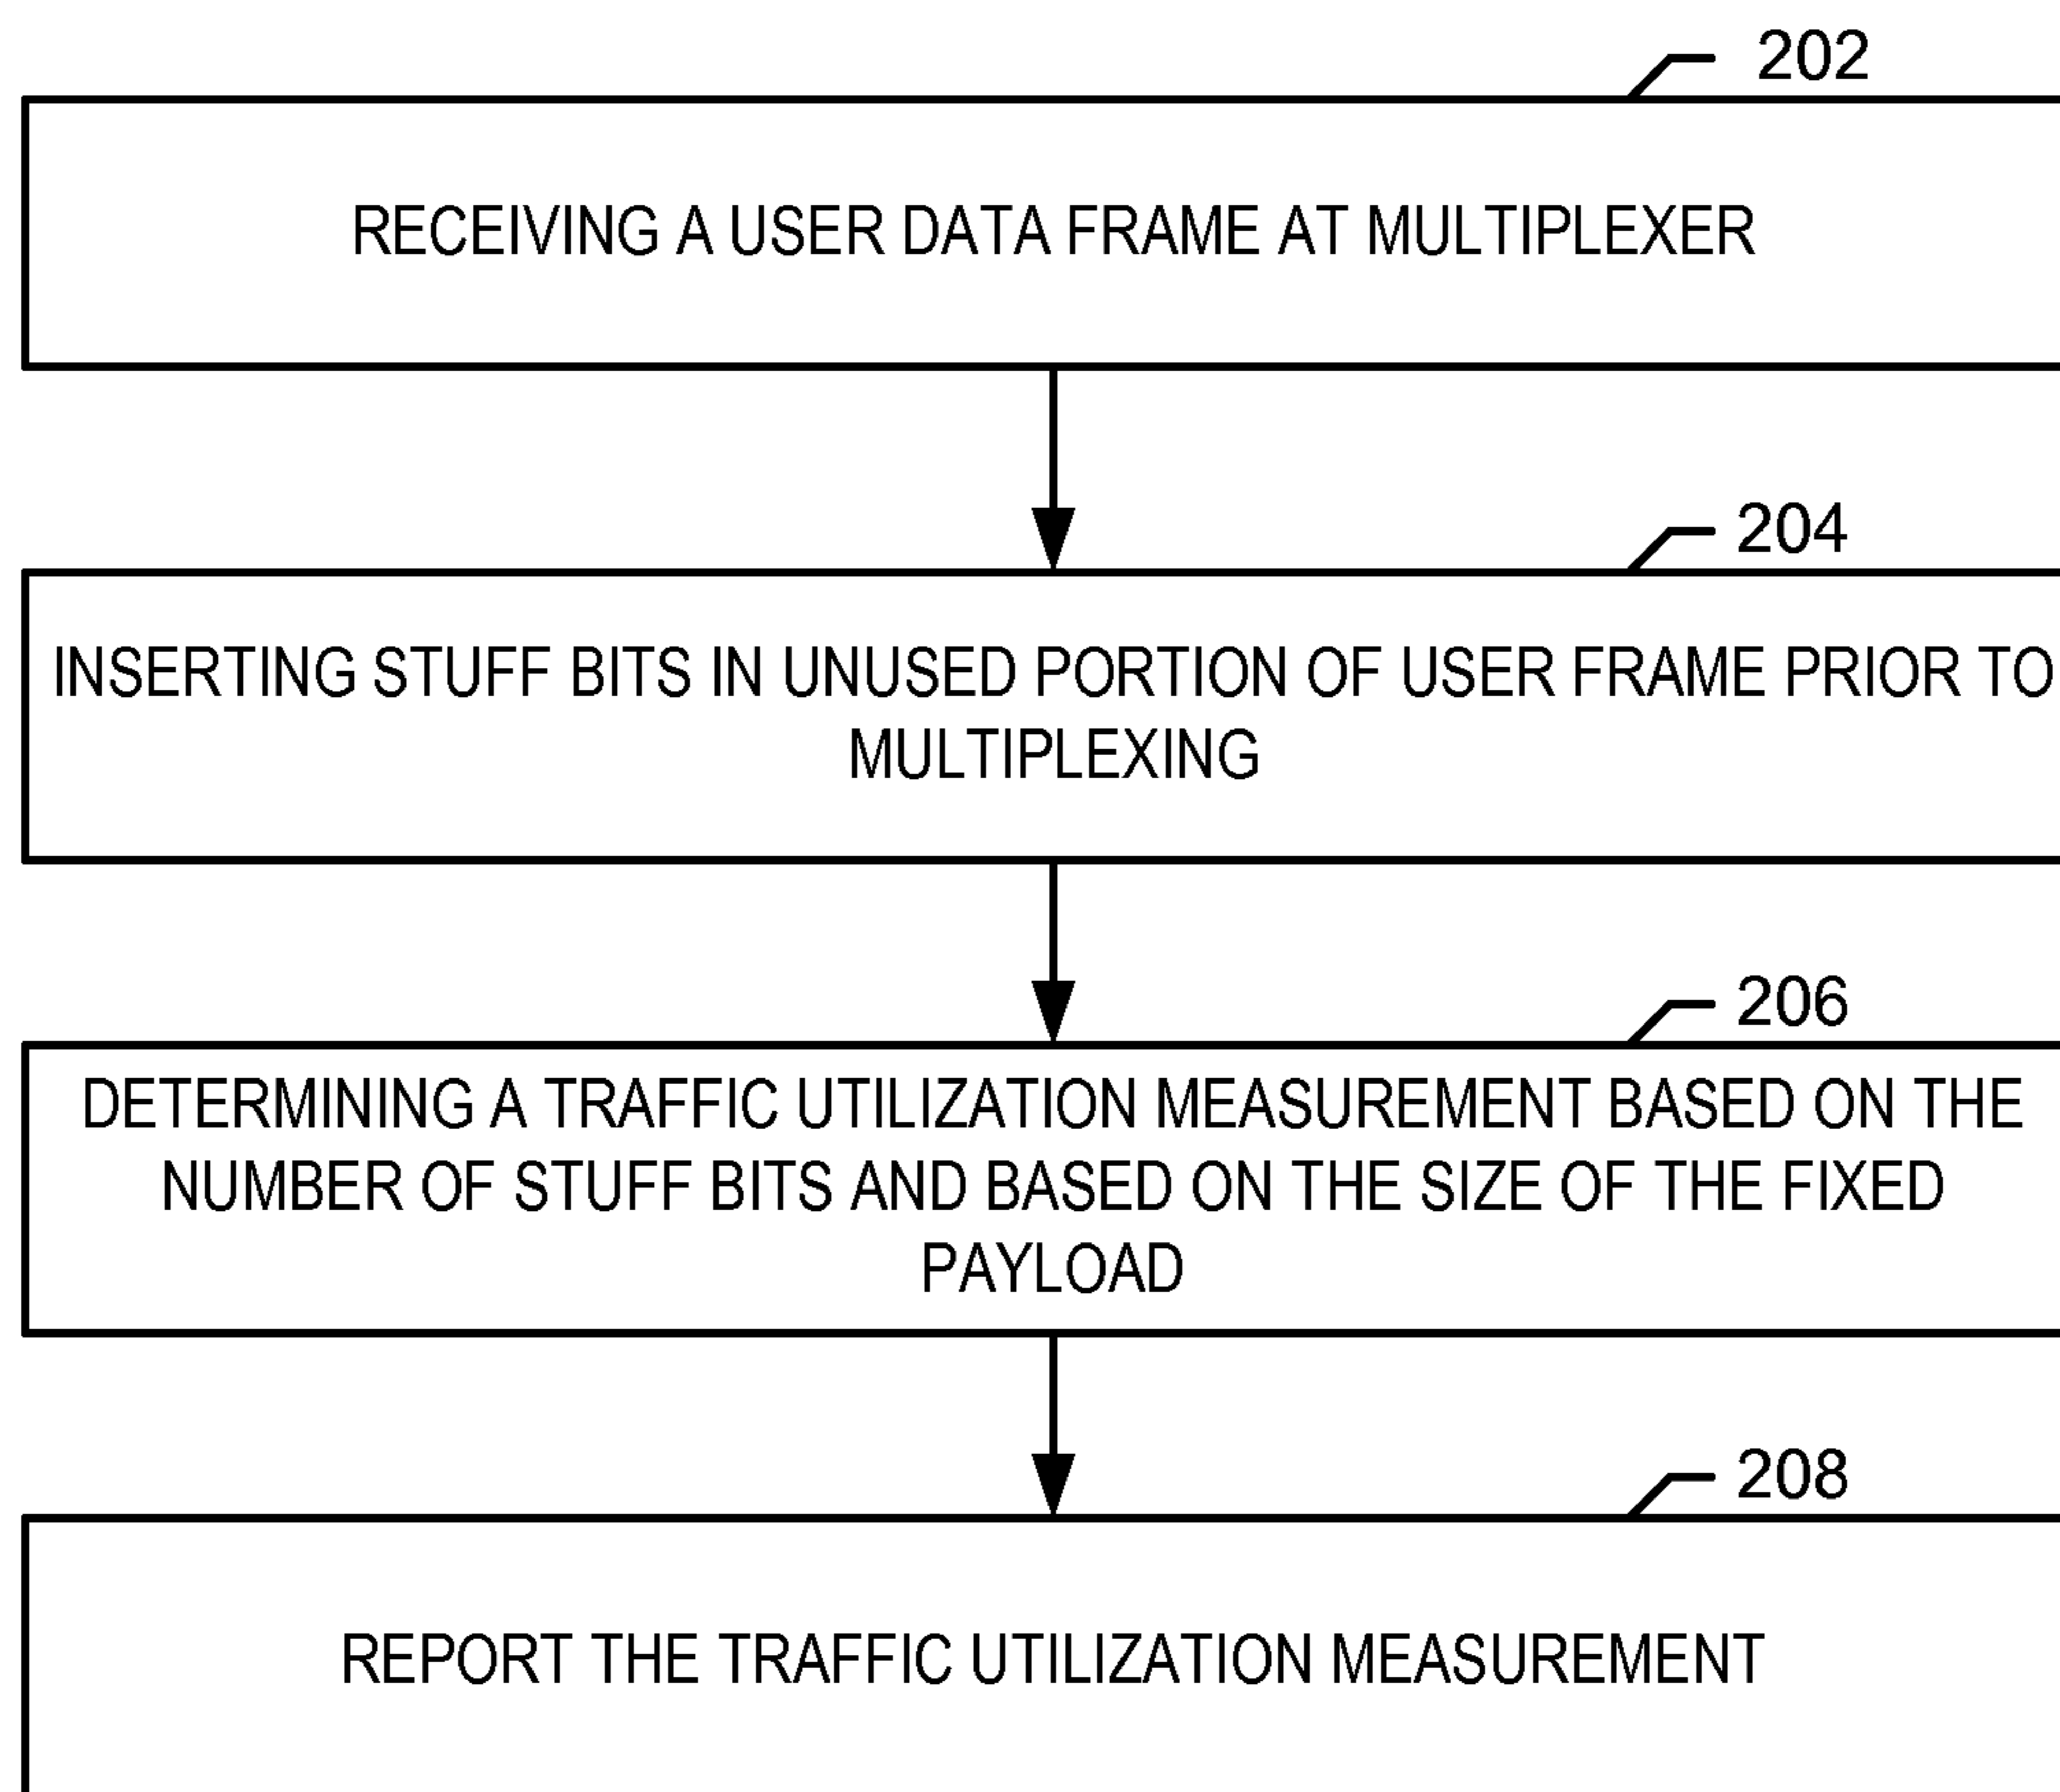 202
RECEIVING A USER DATA FRAME AT MULTIPLEXER
204
INSERTING STUFF BITS IN UNUSED PORTION OF USER FRAME PRIOR TO
MULTIPLEXING
206
DETERMINING A TRAFFIC UTILIZATION MEASUREMENT BASED ON THE
NUMBER OF STUFF BITS AND BASED ON THE SIZE OF THE FIXED
PAYLOAD
208
REPORT THE TRAFFIC UTILIZATION MEASUREMENT